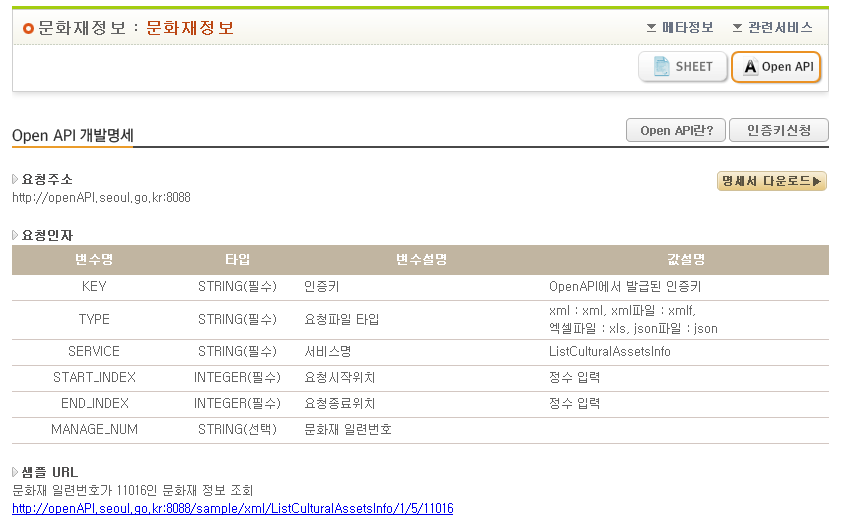 문화재정보 : 문화재정보
메타정보 관련서비스
SHEET Open API
Open API 개발명세 Open API란? 인증키신청
요청주소
명세서 다운로드▶
http://openAPI.seoul.go.kr:8088
요청인자
변수명 타입 변수설명 값설명
KEY STRING(필수) 인증키 OpenAPI에서 발급된 인증키
TYPE STRING(필수) 요청파일 타입 xml : xml, xml파일 : xmlf,
엑셀파일 : xls, json파일 : json
SERVICE STRING(필수) 서비스명 ListCulturalAssetsInfo
START_INDEX INTEGER(필수) 요청시작위치 정수 입력
END_INDEX INTEGER(필수) 요청종료위치 정수 입력
MANAGE_NUM STRING(선택) 문화재 일련번호
샘플 URL
문화재 일련번호가 11016인 문화재 정보 조회
http://openAPI.seoul.go.kr:8088/sample/xml/ListCulturalAssetsInfo/1/5/11016